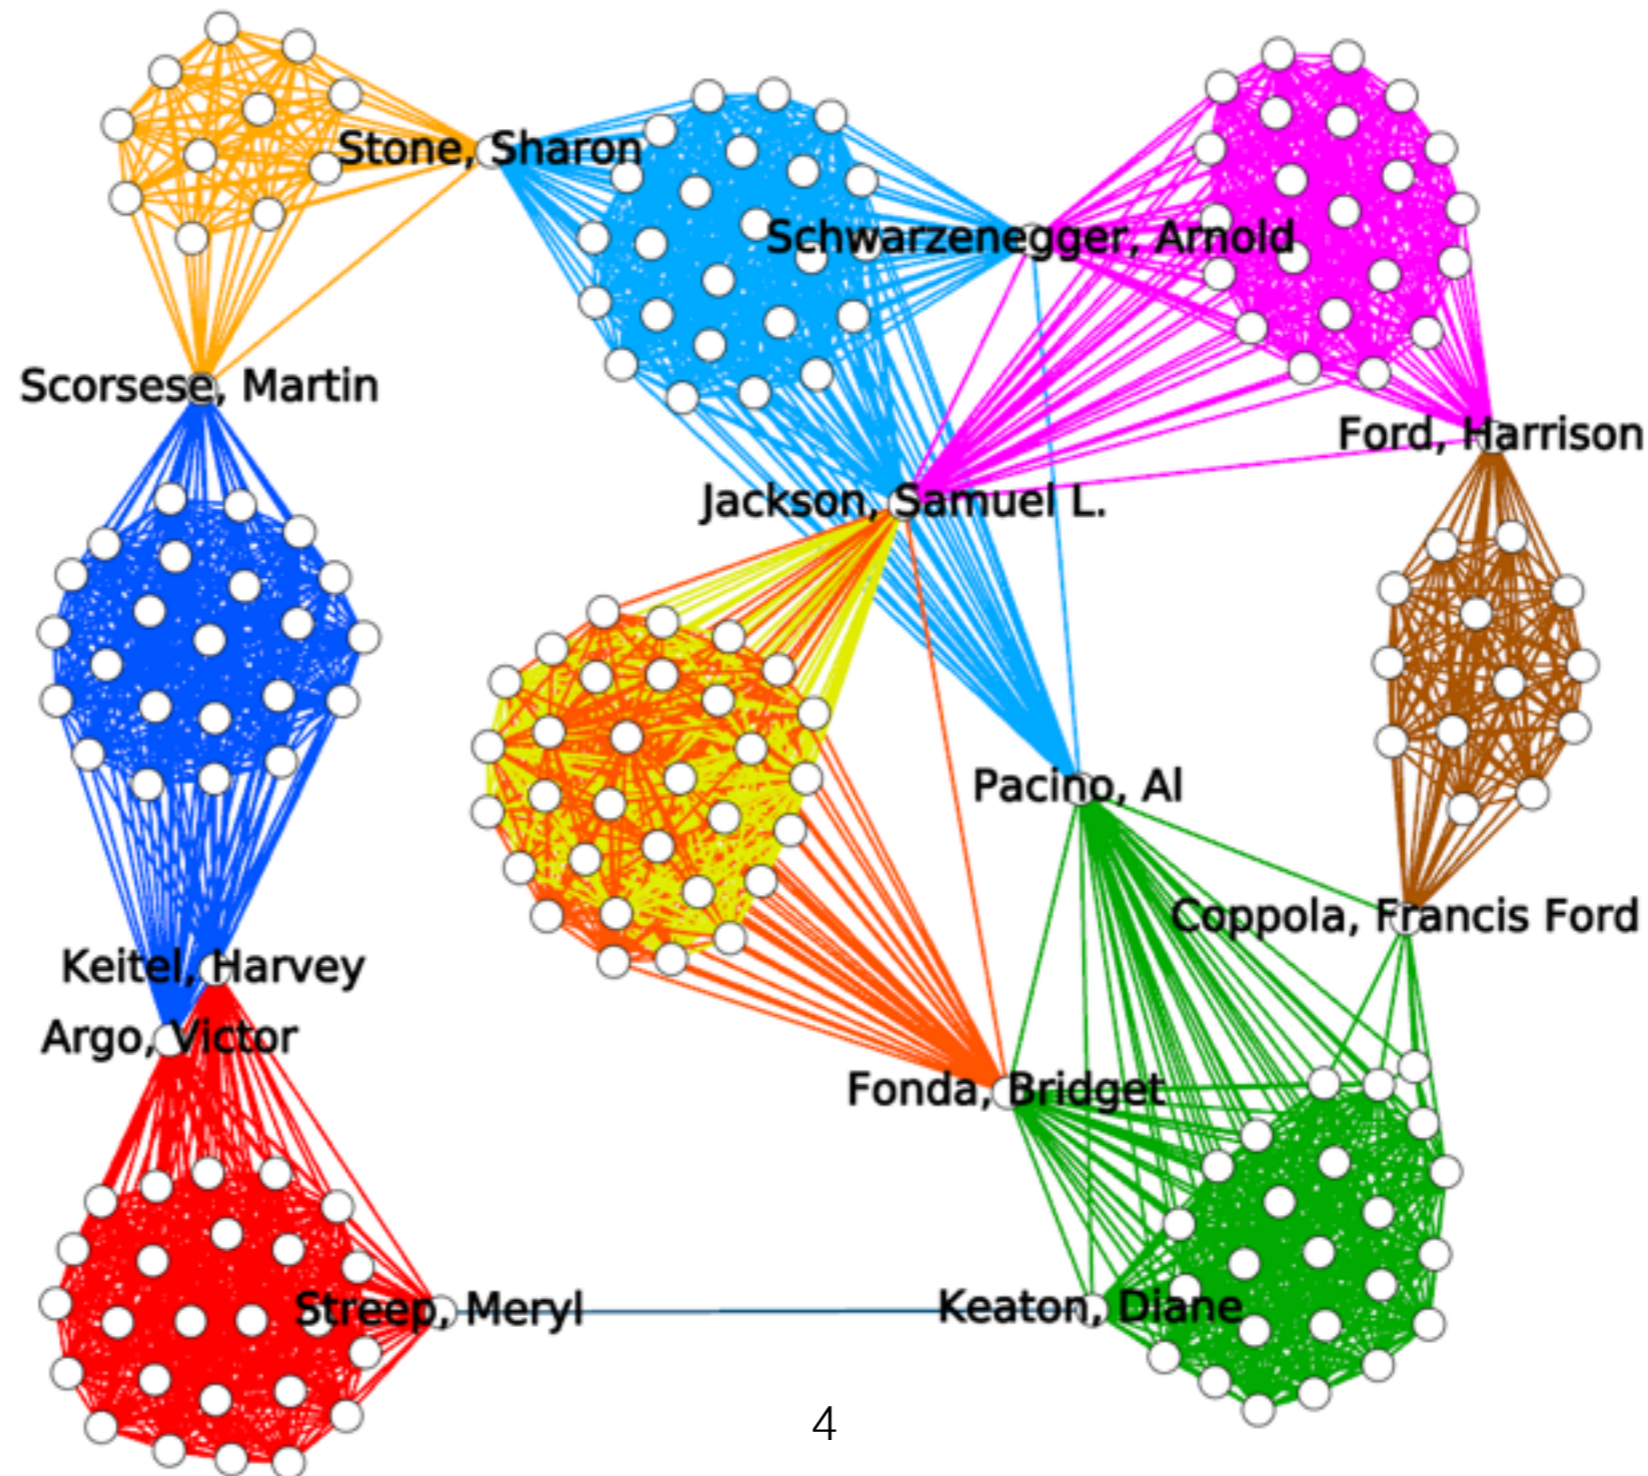 Stone, Sharon
Schwarzenegger, Arnold
Scorsese, Martin
Ford, Harrison
Jackson, Samuel L.
Pacino, Al
Coppola, Francis Ford
Keitel, Harvey
Argo, Victor
Fonda, Bridget
Streep, Meryl
Keaton, Diane
4